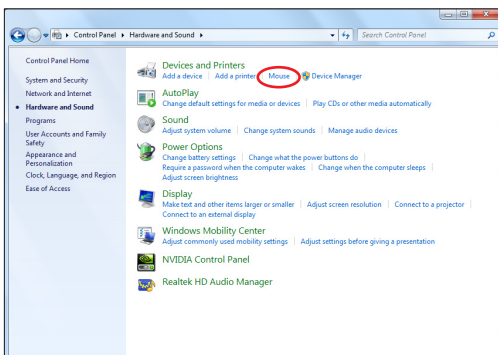 Control Panel ▸ Hardware and Sound ▸
Search Control Panel
Control Panel Home
System and Security
Network and Internet
Hardware and Sound
Programs
User Accounts and Family
Safety
Appearance and
Personalization
Clock, Language, and Region
Ease of Access
Devices and Printers
Add a device | Add a printer | Mouse | Device Manager
AutoPlay
Change default settings for media or devices | Play CDs or other media automatically
Sound
Adjust system volume | Change system sounds | Manage audio devices
Power Options
Change battery settings | Change what the power buttons do |
Require a password when the computer wakes | Change when the computer sleeps |
Adjust screen brightness
Display
Make text and other items larger or smaller | Adjust screen resolution | Connect to a projector |
Connect to an external display
Windows Mobility Center
Adjust commonly used mobility settings | Adjust settings before giving a presentation
NVIDIA Control Panel
Realtek HD Audio Manager